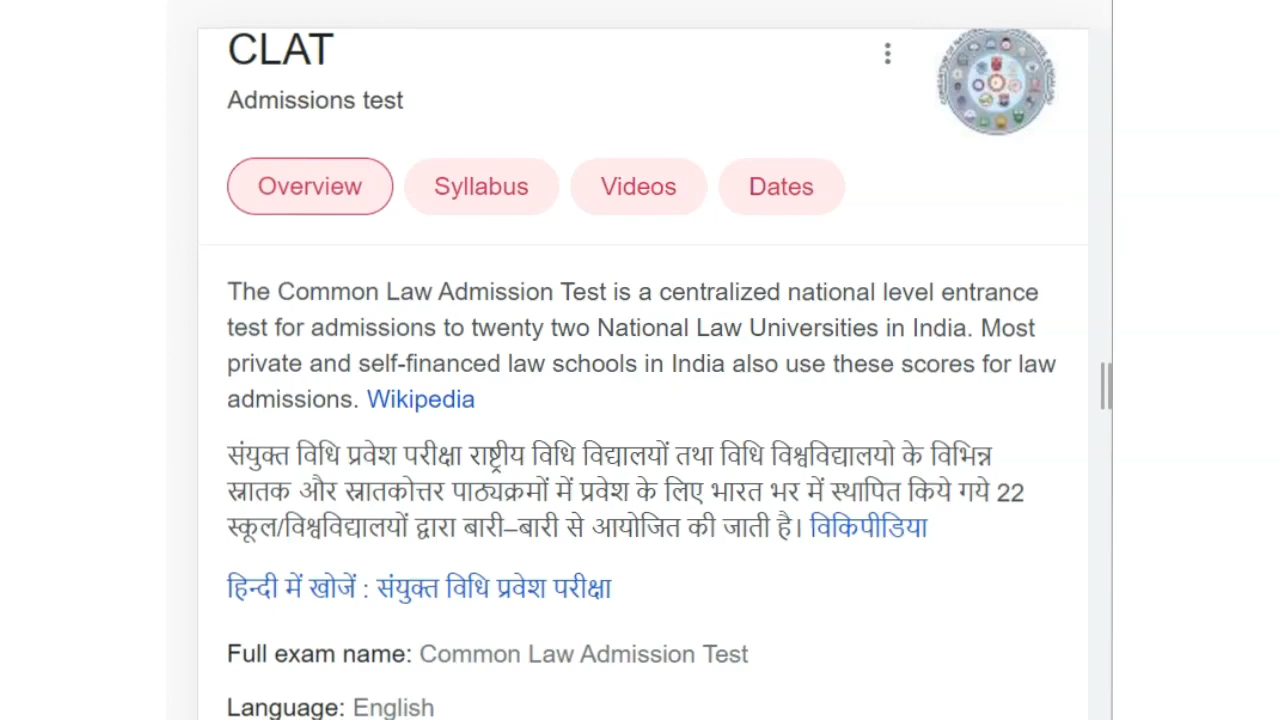 CLAT
Admissions test
Overview Syllabus Videos Dates
The Common Law Admission Test is a centralized national level entrance
test for admissions to twenty two National Law Universities in India. Most
private and self-financed law schools in India also use these scores for law
admissions. Wikipedia
संयुक्त विधि प्रवेश परीक्षा राष्ट्रीय विधि विद्यालयों तथा विधि विश्वविद्यालयो के विभिन्न
स्नातक और स्नातकोत्तर पाठ्यक्रमों में प्रवेश के लिए भारत भर में स्थापित किये गये 22
स्कूल/विश्वविद्यालयों द्वारा बारी–बारी से आयोजित की जाती है। विकिपीडिया
हिन्दी में खोजें : संयुक्त विधि प्रवेश परीक्षा
Full exam name: Common Law Admission Test
Language: English